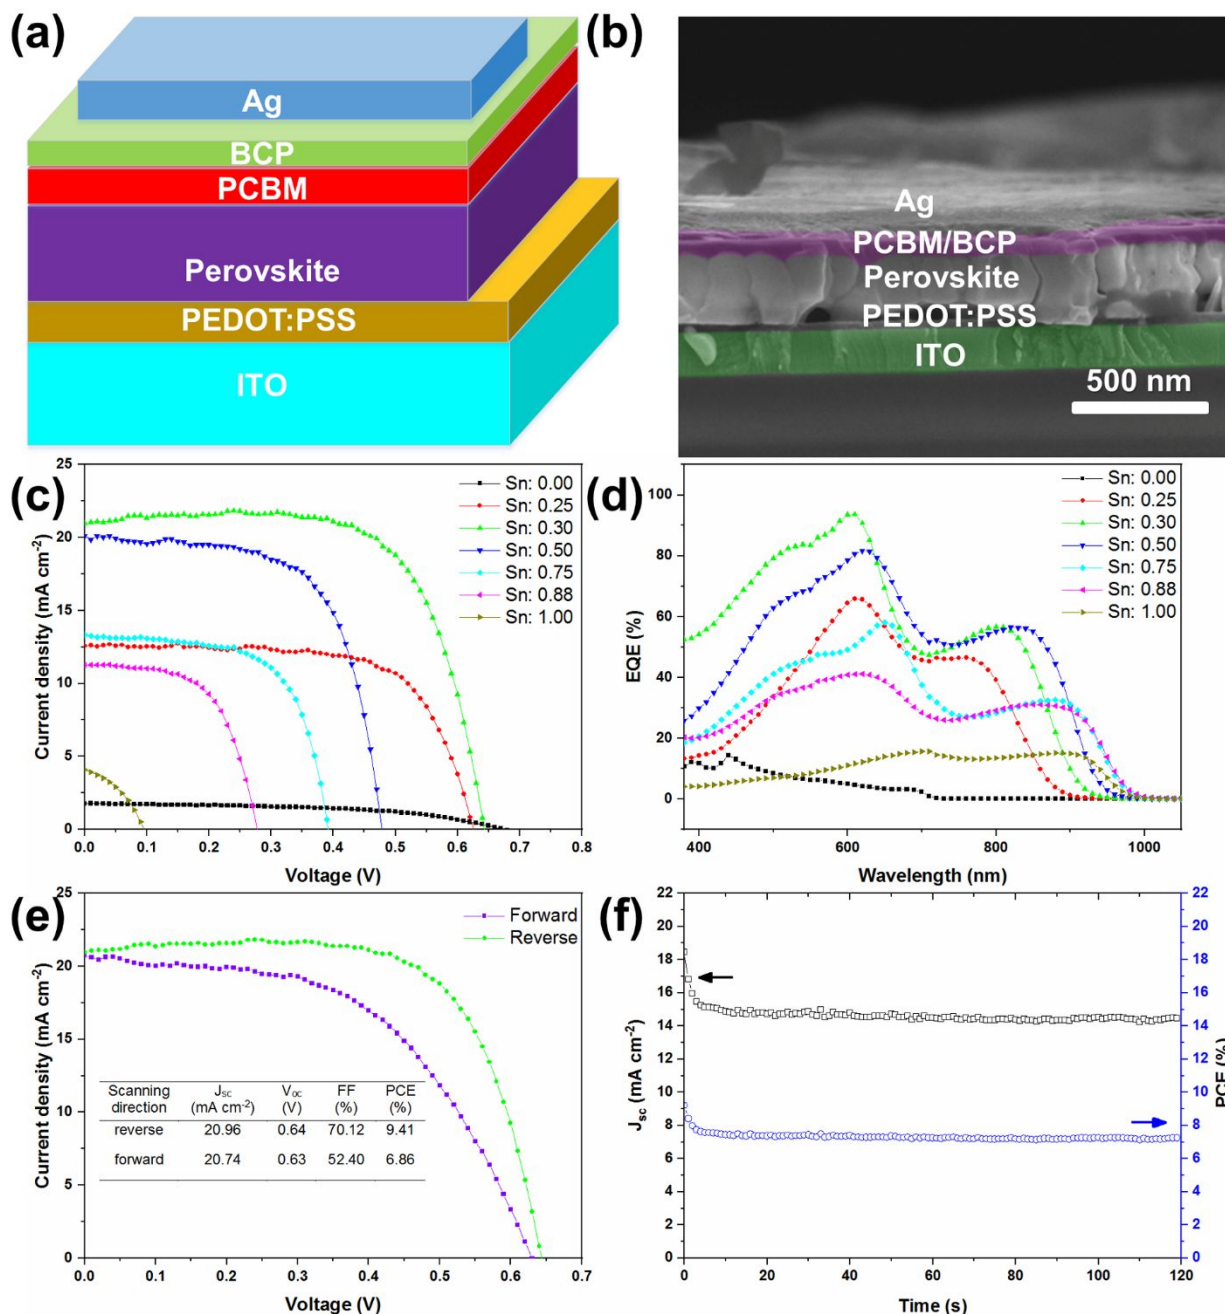 (a)
Ag
BCP
PCBM
Perovskite
PEDOT:PSS
ITO
(b)
Ag
PCBM/BCP
Perovskite
PEDOT:PSS
ITO
500 nm
(c)
25
20
15
10
5
0
0.0 0.1 0.2 0.3 0.4 0.5 0.6 0.7 0.8
Current density (mA cm⁻²)
Voltage (V)
Sn: 0.00
Sn: 0.25
Sn: 0.30
Sn: 0.50
Sn: 0.75
Sn: 0.88
Sn: 1.00
(d)
100
80
60
40
20
0
400 600 800 1000
EQE (%)
Wavelength (nm)
Sn: 0.00
Sn: 0.25
Sn: 0.30
Sn: 0.50
Sn: 0.75
Sn: 0.88
Sn: 1.00
(e)
25
20
15
10
5
0
0.0 0.1 0.2 0.3 0.4 0.5 0.6 0.7
Current density (mA cm⁻²)
Voltage (V)
Forward
Reverse
Scanning direction Jsc (mA cm⁻²) Voc (V) FF (%) PCE (%)
reverse 20.96 0.64 70.12 9.41
forward 20.74 0.63 52.40 6.86
(f)
22
20
18
16
14
12
10
8
6
4
2
0
0 20 40 60 80 100 120
Jsc (mA cm⁻²)
Time (s)
22
20
18
16
14
12
10
8
6
4
2
0
PCE (%)